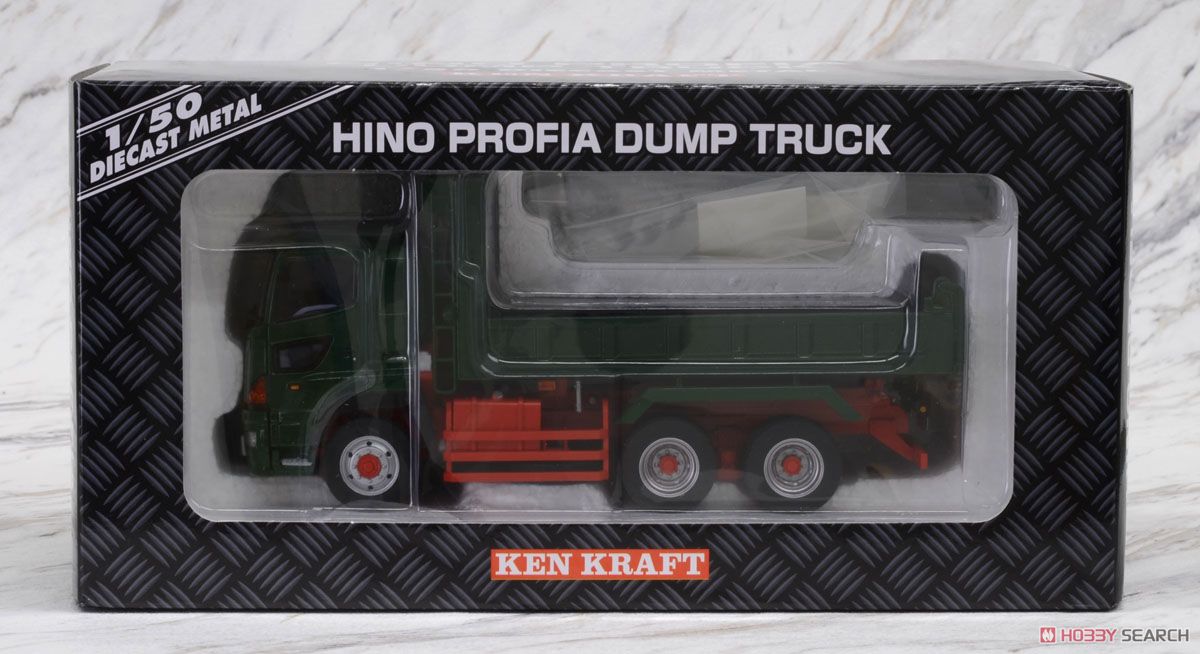 1/50
DIECAST METAL
HINO PROFIA DUMP TRUCK
KEN KRAFT
HOBBY SEARCH